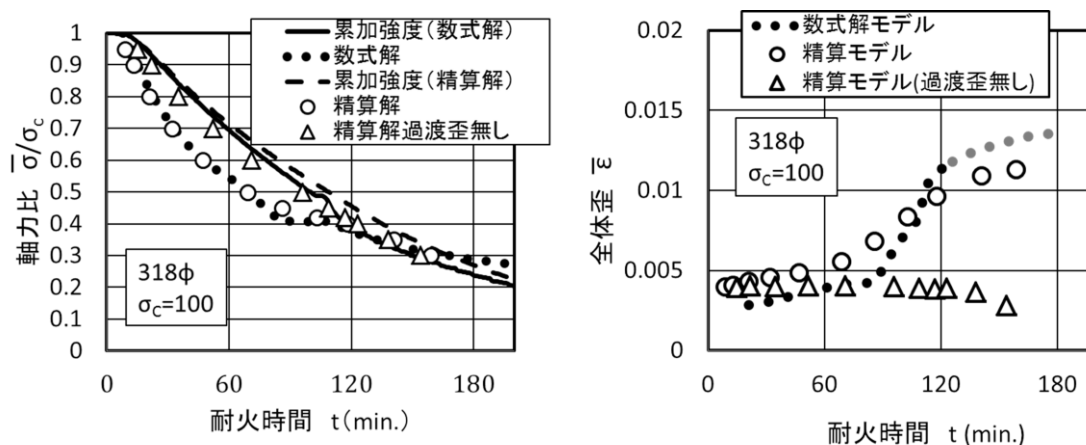 1
0.9
0.8
0.7
0.6
0.5
0.4
0.3
0.2
0.1
0
軸力比 σ̅/σc
累加強度(数式解)
数式解
累加強度(精算解)
精算解
精算解過渡歪無し
318φ
σc=100
0 60 120 180
耐火時間 t(min.)
0.02
0.015
0.01
0.005
0
全体歪 ε̅
数式解モデル
精算モデル
精算モデル(過渡歪無し)
318φ
σc=100
0 60 120 180
耐火時間 t (min.)